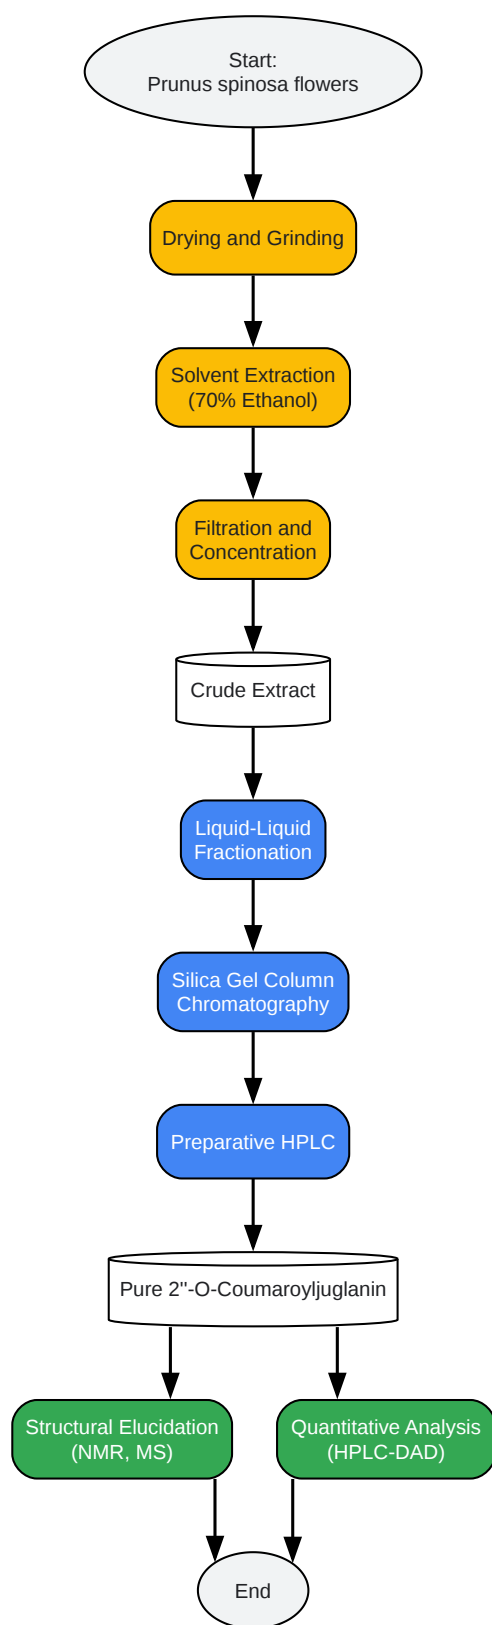 Start:
Prunus spinosa flowers
Drying and Grinding
Solvent Extraction
(70% Ethanol)
Filtration and
Concentration
Crude Extract
Liquid-Liquid
Fractionation
Silica Gel Column
Chromatography
Preparative HPLC
Pure 2''-O-Coumaroyljuglanin
Structural Elucidation
(NMR, MS)
Quantitative Analysis
(HPLC-DAD)
End